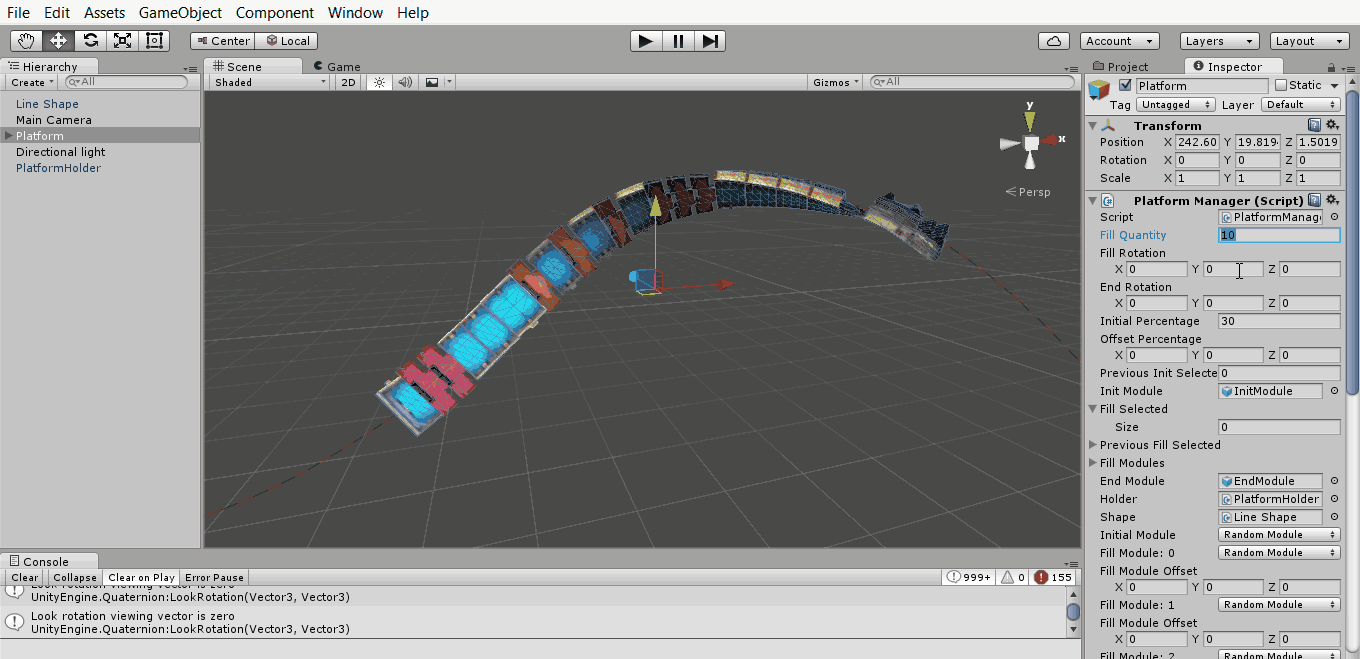 File Edit Assets GameObject Component Window Help
Center Local Account Layers Layout
Hierarchy
Create All
Line Shape
Main Camera
Platform
Directional light
PlatformHolder
Scene Game
Shaded 2D Gizmos All
y
x
Persp
Project Inspector
Platform Static
Tag Untagged Layer Default
Transform
Position X 242.60 Y 19.819 Z 1.5019
Rotation X 0 Y 0 Z 0
Scale X 1 Y 1 Z 1
Platform Manager (Script)
Script PlatformManag
Fill Quantity 10
Fill Rotation
X 0 Y 0 Z 0
End Rotation
X 0 Y 0 Z 0
Initial Percentage 30
Offset Percentage
X 0 Y 0 Z 0
Previous Init Selecte 0
Init Module InitModule
Fill Selected
Size 0
Previous Fill Selected
Fill Modules
End Module EndModule
Holder PlatformHolder
Shape Line Shape
Initial Module Random Module
Fill Module: 0 Random Module
Fill Module Offset
X 0 Y 0 Z 0
Fill Module: 1 Random Module
Fill Module Offset
X 0 Y 0 Z 0
Fill Module: 2 Random Module
Console
Clear Collapse Clear on Play Error Pause 999+ 0 155
Look rotation viewing vector is zero
UnityEngine.Quaternion:LookRotation(Vector3, Vector3)
Look rotation viewing vector is zero
UnityEngine.Quaternion:LookRotation(Vector3, Vector3)